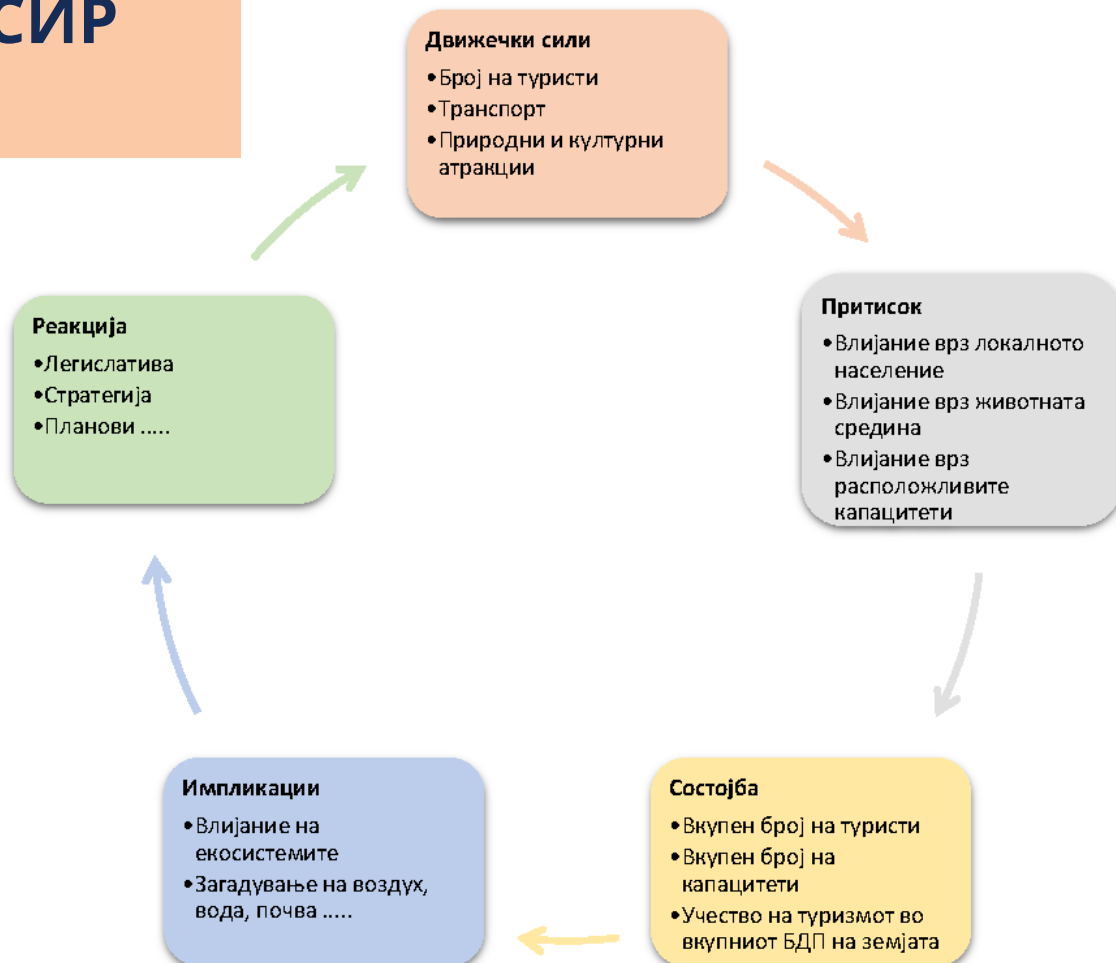 СИР
Движечки сили
•Број на туристи
•Транспорт
•Природни и културни
атракции
Притисок
•Влијание врз локалното
население
•Влијание врз животната
средина
•Влијание врз
расположливите
капацитети
Состојба
•Вкупен број на туристи
•Вкупен број на
капацитети
•Учество на туризмот во
вкупниот БДП на земјата
Импликации
•Влијание на
екосистемите
•Загадување на воздух,
вода, почва .....
Реакција
•Легислатива
•Стратегија
•Планови .....